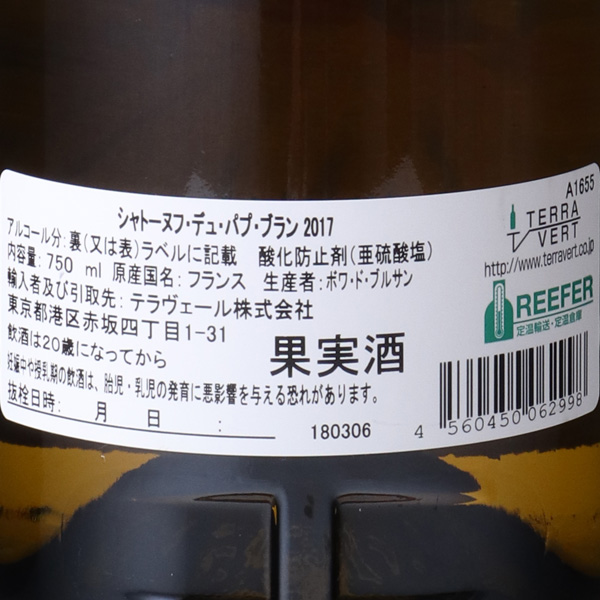 シャトーヌフ・デュ・パプ・ブラン 2017
アルコール分：裏（又は表）ラベルに記載　酸化防止剤（亜硫酸塩）
内容量：750 ml 原産国名：フランス　生産者：ボワ・ド・ブルサン
輸入者及び引取先：テラヴェール株式会社
東京都港区赤坂四丁目1-31
飲酒は20歳になってから
妊娠中や授乳期の飲酒は、胎児・乳児の発育に悪影響を与える恐れがあります。
抜栓日時：　月　日　：
果実酒
180306
A1655
TERRA
VERT
http://www.terravert.co.jp
REEFER
定温輸送・定温倉庫
4 560450 062998